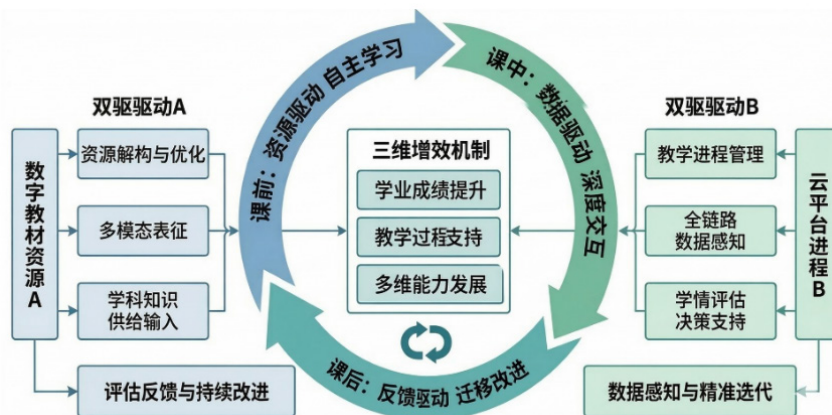 双驱驱动A
数字教材资源A
资源解构与优化
多模态表征
学科知识
供给输入
评估反馈与持续改进
课前：资源驱动 自主学习
课中：数据驱动 深度交互
课后：反馈驱动 迁移改进
三维增效机制
学业成绩提升
教学过程支持
多维能力发展
双驱驱动B
教学进程管理
全链路
数据感知
学情评估
决策支持
云平台进程B
数据感知与精准选代